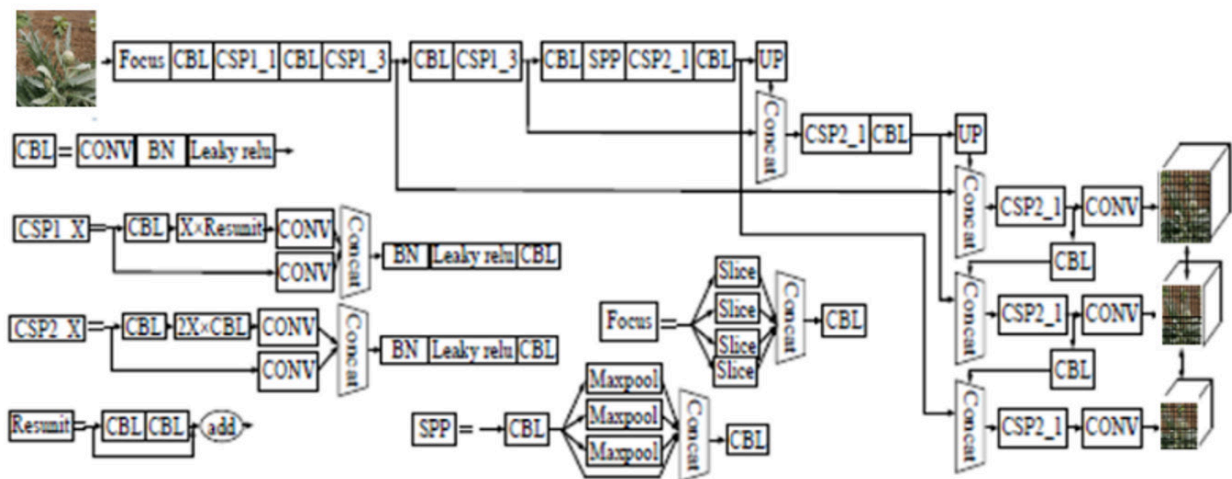 Focus CBL CSP1_1 CBL CSP1_3 CBL CSP1_3 CBL SPP CSP2_1 CBL UP
Concat CSP2_1 CBL UP
CBL = CONV BN Leaky relu
Concat CSP2_1 CONV
CBL
CSP1_X = CBL X×Resunit CONV
CONV
Concat BN Leaky relu CBL
Concat CSP2_1 CONV
CBL
CSP2_X = CBL 2X×CBL CONV
CONV
Concat BN Leaky relu CBL
Focus = Slice
Slice
Slice
Slice
Concat CBL
Resunit = CBL CBL add
SPP = CBL Maxpool
Maxpool
Maxpool
Concat CBL
Concat CSP2_1 CONV